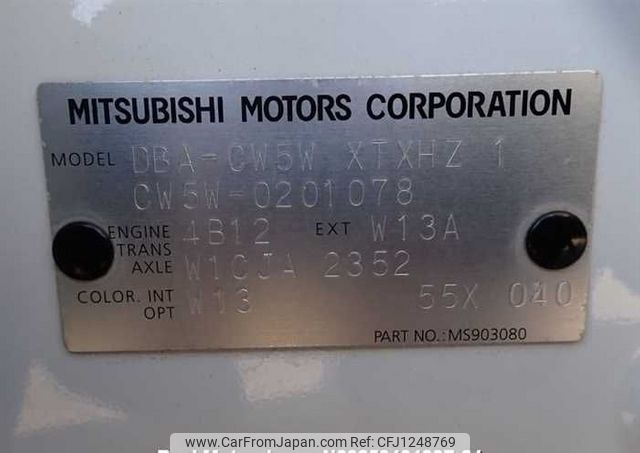 MITSUBISHI MOTORS CORPORATION
MODEL DBA-CW5W XTXHZ 1
CW5W-0201078
ENGINE 4B12 EXT W13A
TRANS
AXLE W1CJA 2352
COLOR. INT W13 55X 040
OPT
PART NO.: MS903080
www.CarFromJapan.com | Ref No.CFJ1248769